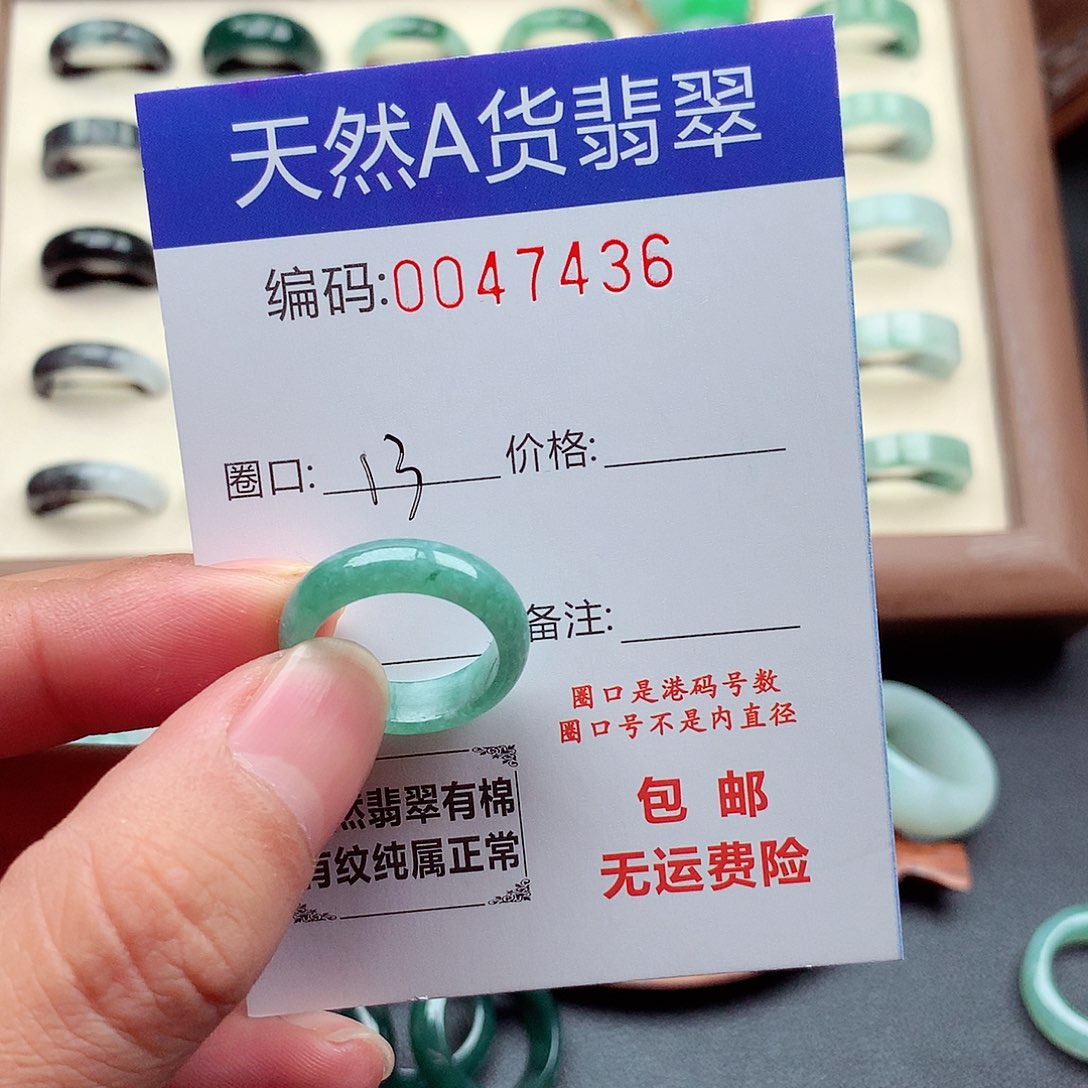 天然A货翡翠
编码:0047436
圈口: 13 价格:
备注:
圈口是港码号数
圈口号不是内直径
然翡翠有棉
有纹纯属正常
包 邮
无运费险